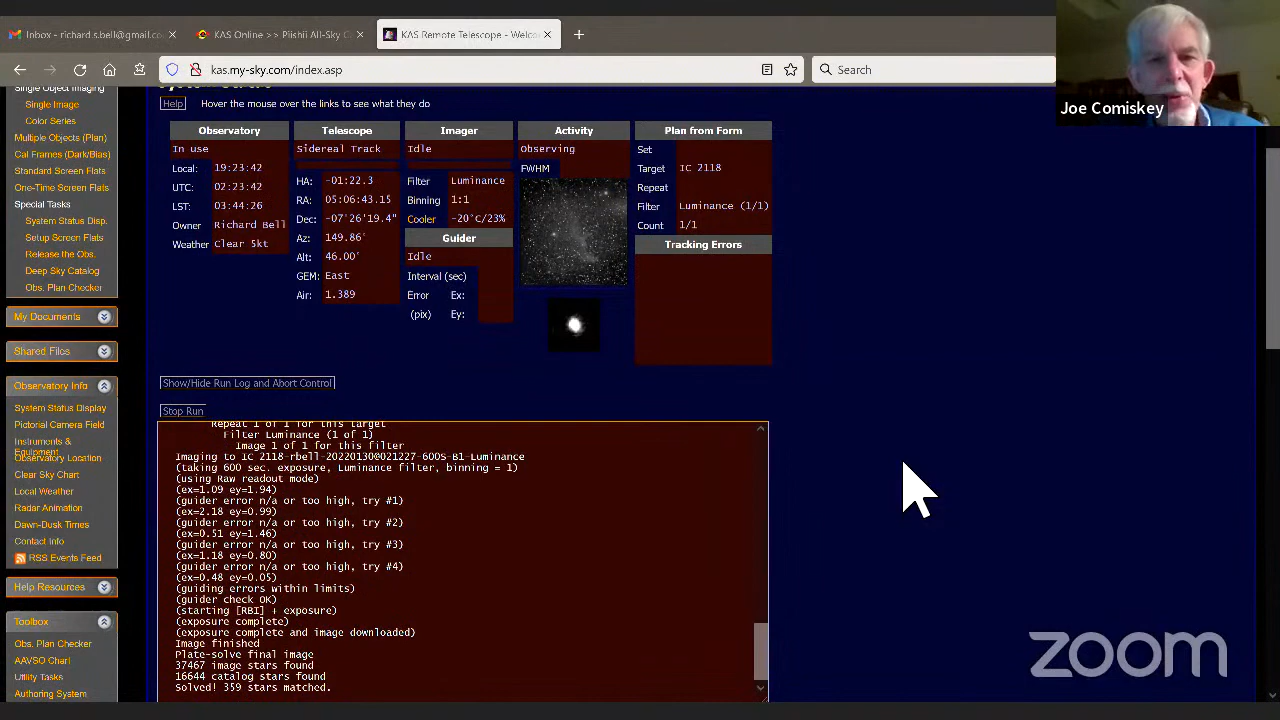 Inbox - richard.s.bell@gmail.co
KAS Online >> Piishii All-Sky C
KAS Remote Telescope - Welco
kas.my-sky.com/index.asp
Search
Joe Comiskey
Single Object Imaging
Single Image
Color Series
Multiple Objects (Plan)
Cal Frames (Dark/Bias)
Standard Screen Flats
One-Time Screen Flats
Special Tasks
System Status Disp.
Setup Screen Flats
Release the Obs.
Deep Sky Catalog
Obs. Plan Checker
My Documents
Shared Files
Observatory Info
System Status Display
Pictorial Camera Field
Instruments &
Equipment
Observatory Location
Clear Sky Chart
Local Weather
Radar Animation
Dawn-Dusk Times
Contact Info
RSS Events Feed
Help Resources
Toolbox
Obs. Plan Checker
AAVSO Chart
Utility Tasks
Authoring System
Help Hover the mouse over the links to see what they do
Observatory
In use
Local: 19:23:42
UTC: 02:23:42
LST: 03:44:26
Owner Richard Bell
Weather Clear 5kt
Telescope
Sidereal Track
HA: -01:22.3
RA: 05:06:43.15
Dec: -07°26'19.4"
Az: 149.86°
Alt: 46.00°
GEM: East
Air: 1.389
Imager
Idle
Filter Luminance
Binning 1:1
Cooler -20°C/23%
Guider
Idle
Interval (sec)
Error Ex:
(pix) Ey:
Activity
Observing
FWHM
Plan from Form
Set
Target IC 2118
Repeat
Filter Luminance (1/1)
Count 1/1
Tracking Errors
Show/Hide Run Log and Abort Control
Stop Run
Repeat 1 of 1 for this target
Filter Luminance (1 of 1)
Image 1 of 1 for this filter
Imaging to IC 2118-rbell-20220130@021227-600S-B1-Luminance
(taking 600 sec. exposure, Luminance filter, binning = 1)
(using Raw readout mode)
(ex=1.09 ey=1.94)
(guider error n/a or too high, try #1)
(ex=2.18 ey=0.99)
(guider error n/a or too high, try #2)
(ex=0.51 ey=1.46)
(guider error n/a or too high, try #3)
(ex=1.18 ey=0.80)
(guider error n/a or too high, try #4)
(ex=0.48 ey=0.05)
(guiding errors within limits)
(guider check OK)
(starting [RBI] + exposure)
(exposure complete)
(exposure complete and image downloaded)
Image finished
Plate-solve final image
37467 image stars found
16644 catalog stars found
Solved! 359 stars matched.
zoom